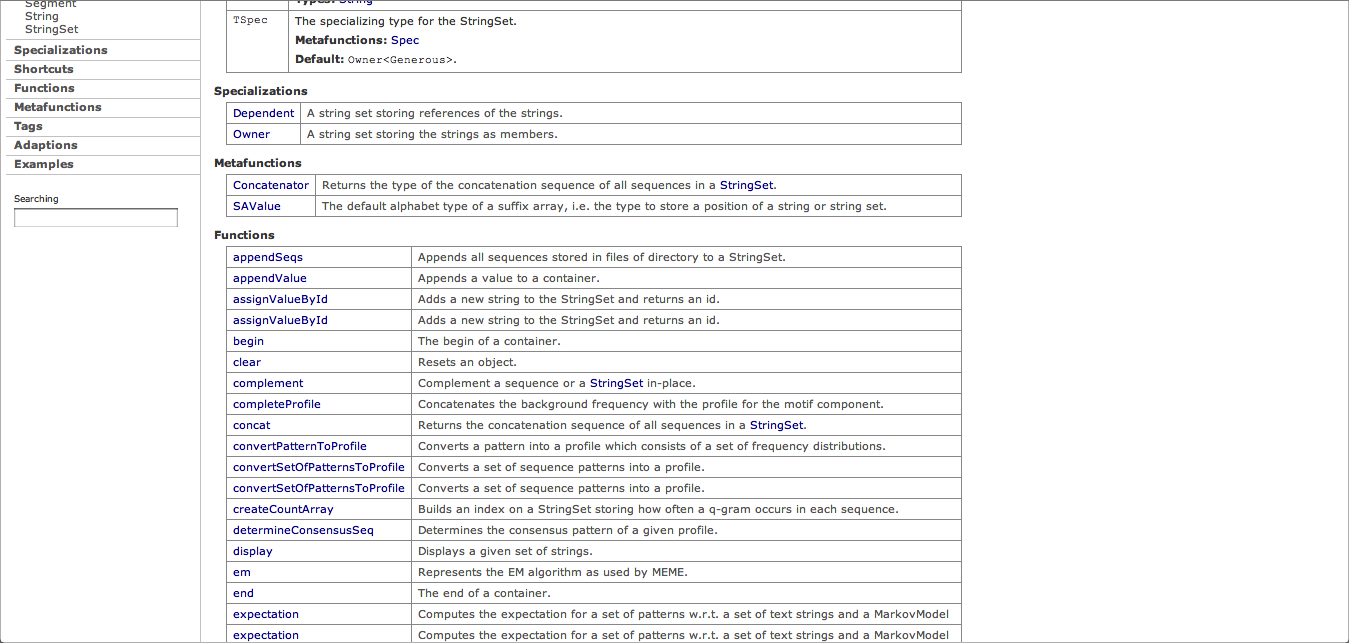 Segment
String
StringSet
Specializations
Shortcuts
Functions
Metafunctions
Tags
Adaptions
Examples
Searching
Types: String
TSpec The specializing type for the StringSet.
Metafunctions: Spec
Default: Owner<Generous>.
Specializations
Dependent A string set storing references of the strings.
Owner A string set storing the strings as members.
Metafunctions
Concatenator Returns the type of the concatenation sequence of all sequences in a StringSet.
SAValue The default alphabet type of a suffix array, i.e. the type to store a position of a string or string set.
Functions
appendSeqs Appends all sequences stored in files of directory to a StringSet.
appendValue Appends a value to a container.
assignValueById Adds a new string to the StringSet and returns an id.
assignValueById Adds a new string to the StringSet and returns an id.
begin The begin of a container.
clear Resets an object.
complement Complement a sequence or a StringSet in-place.
completeProfile Concatenates the background frequency with the profile for the motif component.
concat Returns the concatenation sequence of all sequences in a StringSet.
convertPatternToProfile Converts a pattern into a profile which consists of a set of frequency distributions.
convertSetOfPatternsToProfile Converts a set of sequence patterns into a profile.
convertSetOfPatternsToProfile Converts a set of sequence patterns into a profile.
createCountArray Builds an index on a StringSet storing how often a q-gram occurs in each sequence.
determineConsensusSeq Determines the consensus pattern of a given profile.
display Displays a given set of strings.
em Represents the EM algorithm as used by MEME.
end The end of a container.
expectation Computes the expectation for a set of patterns w.r.t. a set of text strings and a MarkovModel
expectation Computes the expectation for a set of patterns w.r.t. a set of text strings and a MarkovModel